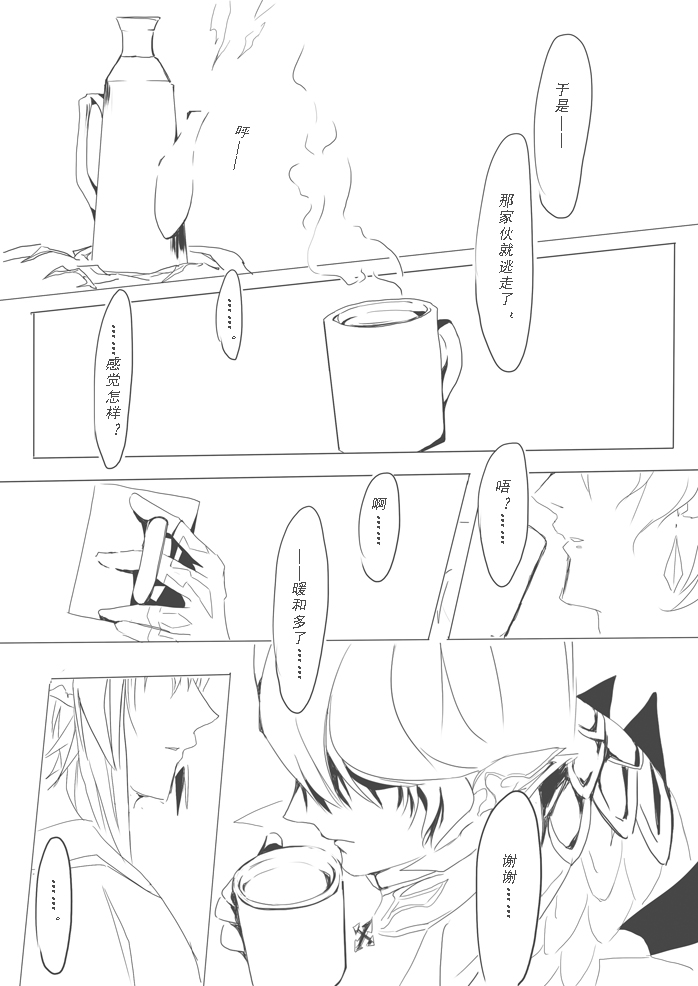 于是——
那家伙就逃走了。
呼——
……。
……感觉怎样？
唔？……
啊……
——暖和多了……
谢谢……
……。